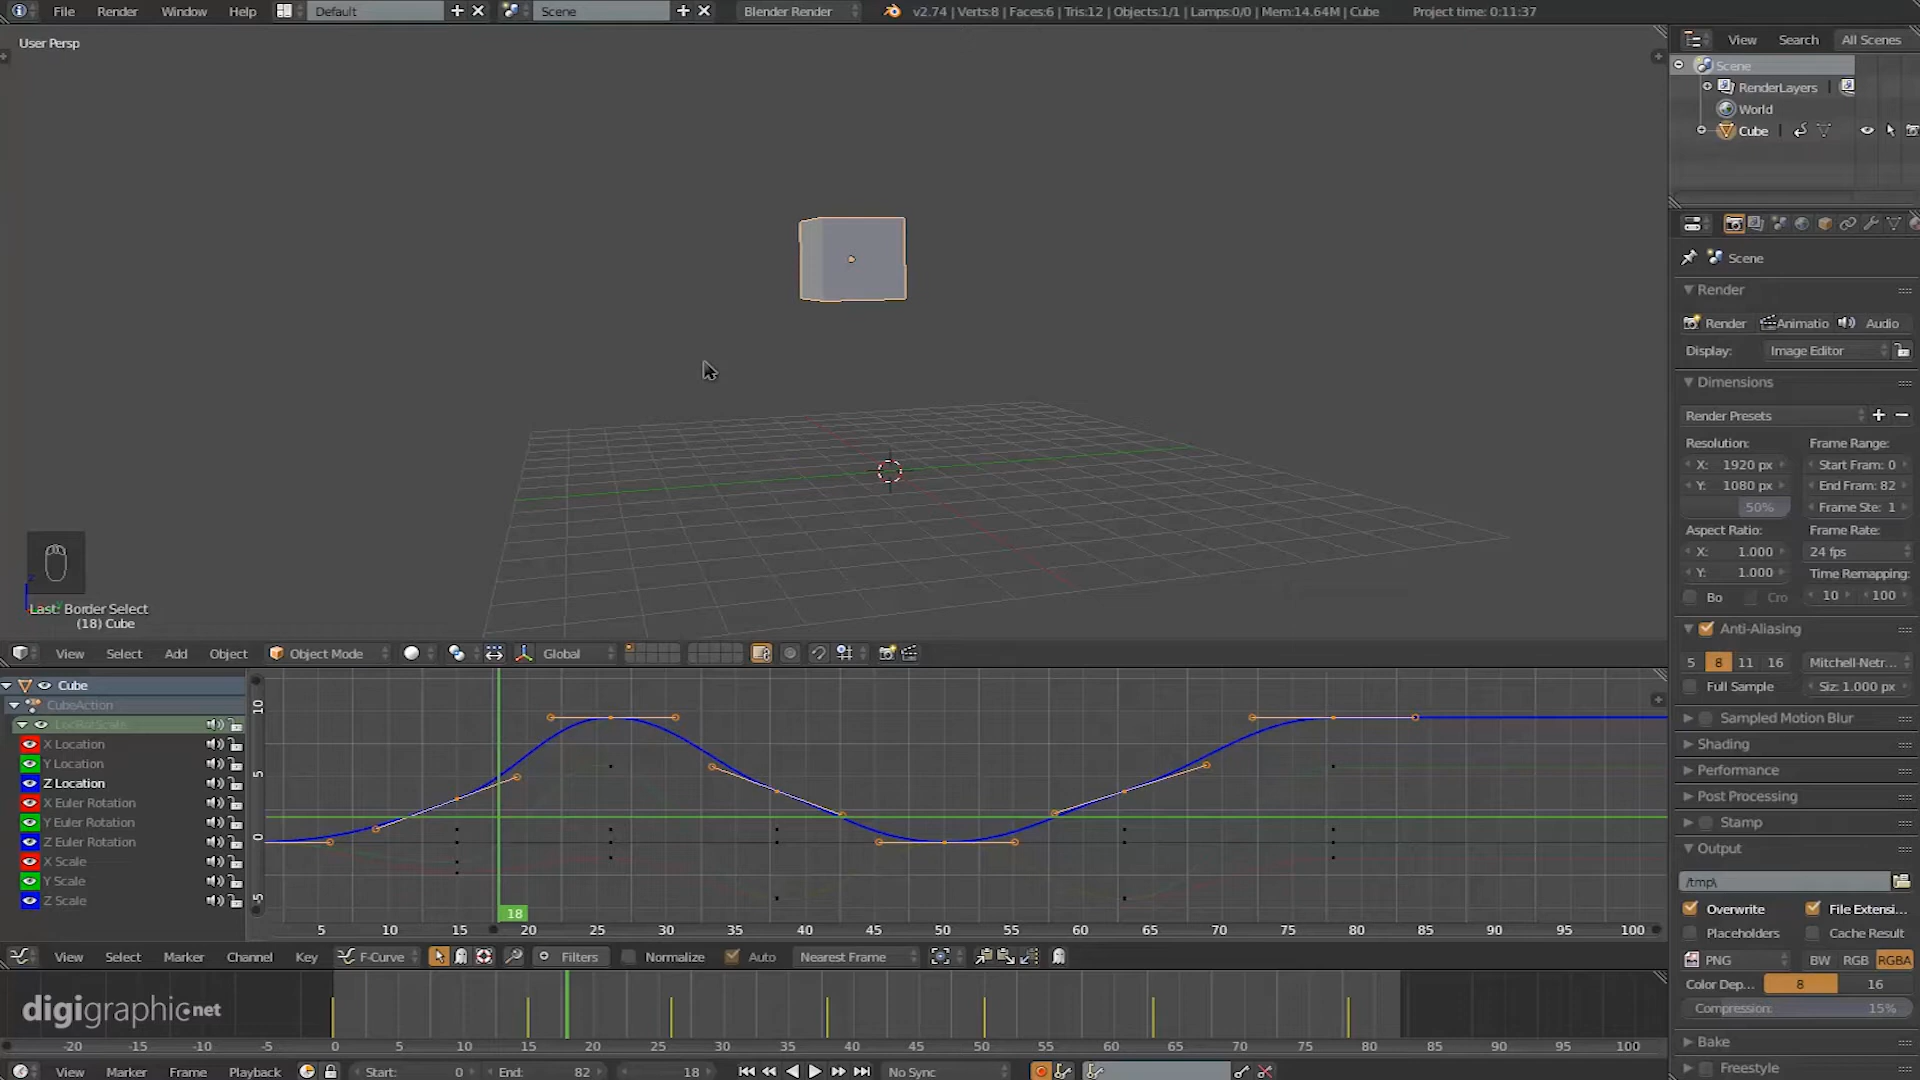 File Render Window Help Default Scene Blender Render v2.74 | Verts:8 | Faces:6 | Tris:12 | Objects:1/1 | Lamps:0/0 | Mem:14.64M | Cube Project time: 0:11:37
User Persp
View Search All Scenes
Scene
RenderLayers
World
Cube
Scene
Render
Render Animatio Audio
Display: Image Editor
Dimensions
Render Presets
Resolution: Frame Range:
X: 1920 px Start Fram: 0
Y: 1080 px End Fram: 82
50% Frame Ste: 1
Aspect Ratio: Frame Rate:
X: 1.000 24 fps
Y: 1.000 Time Remapping:
Bo Cro 10 100
Anti-Aliasing
5 8 11 16 Mitchell-Netr...
Full Sample Siz: 1.000 px
Sampled Motion Blur
Shading
Performance
Post Processing
Stamp
Output
/tmp\
Overwrite File Extensi...
Placeholders Cache Result
PNG BW RGB RGBA
Color Dep... 8 16
Compression: 15%
Bake
Freestyle
Last: Border Select
(18) Cube
View Select Add Object Object Mode Global
Cube
CubeAction
LocRotScale
X Location
Y Location
Z Location
X Euler Rotation
Y Euler Rotation
Z Euler Rotation
X Scale
Y Scale
Z Scale
10
5
0
-5
18
5 10 15 20 25 30 35 40 45 50 55 60 65 70 75 80 85 90 95 100
View Select Marker Channel Key F-Curve Filters Normalize Auto Nearest Frame
digigraphic.net
-20 -15 -10 -5 0 5 10 15 20 25 30 35 40 45 50 55 60 65 70 75 80 85 90 95 100
View Marker Frame Playback Start: 0 End: 82 18 No Sync